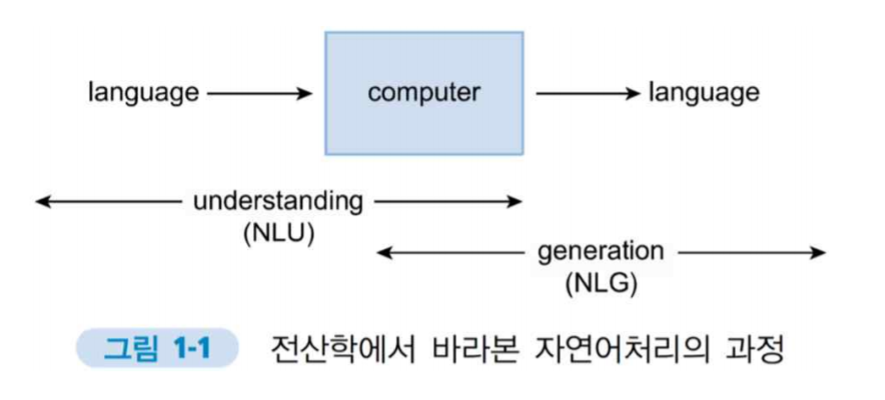 language computer language
understanding
(NLU)
generation
(NLG)
그림 1-1 전산학에서 바라본 자연어처리의 과정